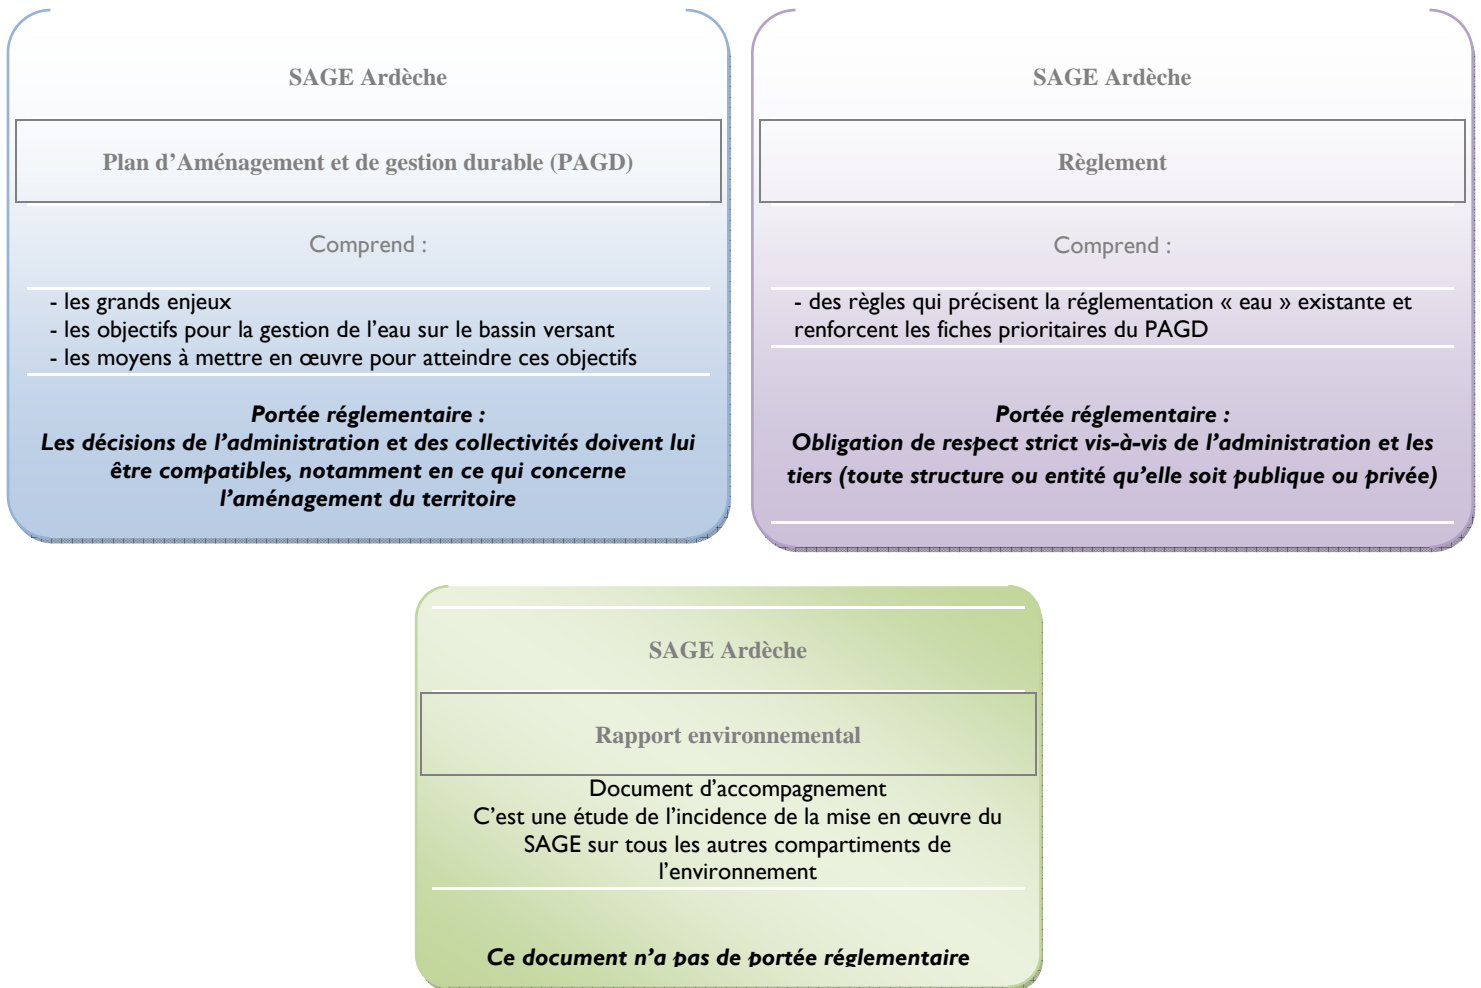 SAGE Ardèche
Plan d’Aménagement et de gestion durable (PAGD)
Comprend :
- les grands enjeux
- les objectifs pour la gestion de l’eau sur le bassin versant
- les moyens à mettre en œuvre pour atteindre ces objectifs
Portée réglementaire :
Les décisions de l’administration et des collectivités doivent lui
être compatibles, notamment en ce qui concerne
l’aménagement du territoire
SAGE Ardèche
Règlement
Comprend :
- des règles qui précisent la réglementation « eau » existante et
renforcent les fiches prioritaires du PAGD
Portée réglementaire :
Obligation de respect strict vis-à-vis de l’administration et les
tiers (toute structure ou entité qu’elle soit publique ou privée)
SAGE Ardèche
Rapport environnemental
Document d’accompagnement
C’est une étude de l’incidence de la mise en œuvre du
SAGE sur tous les autres compartiments de
l’environnement
Ce document n’a pas de portée réglementaire